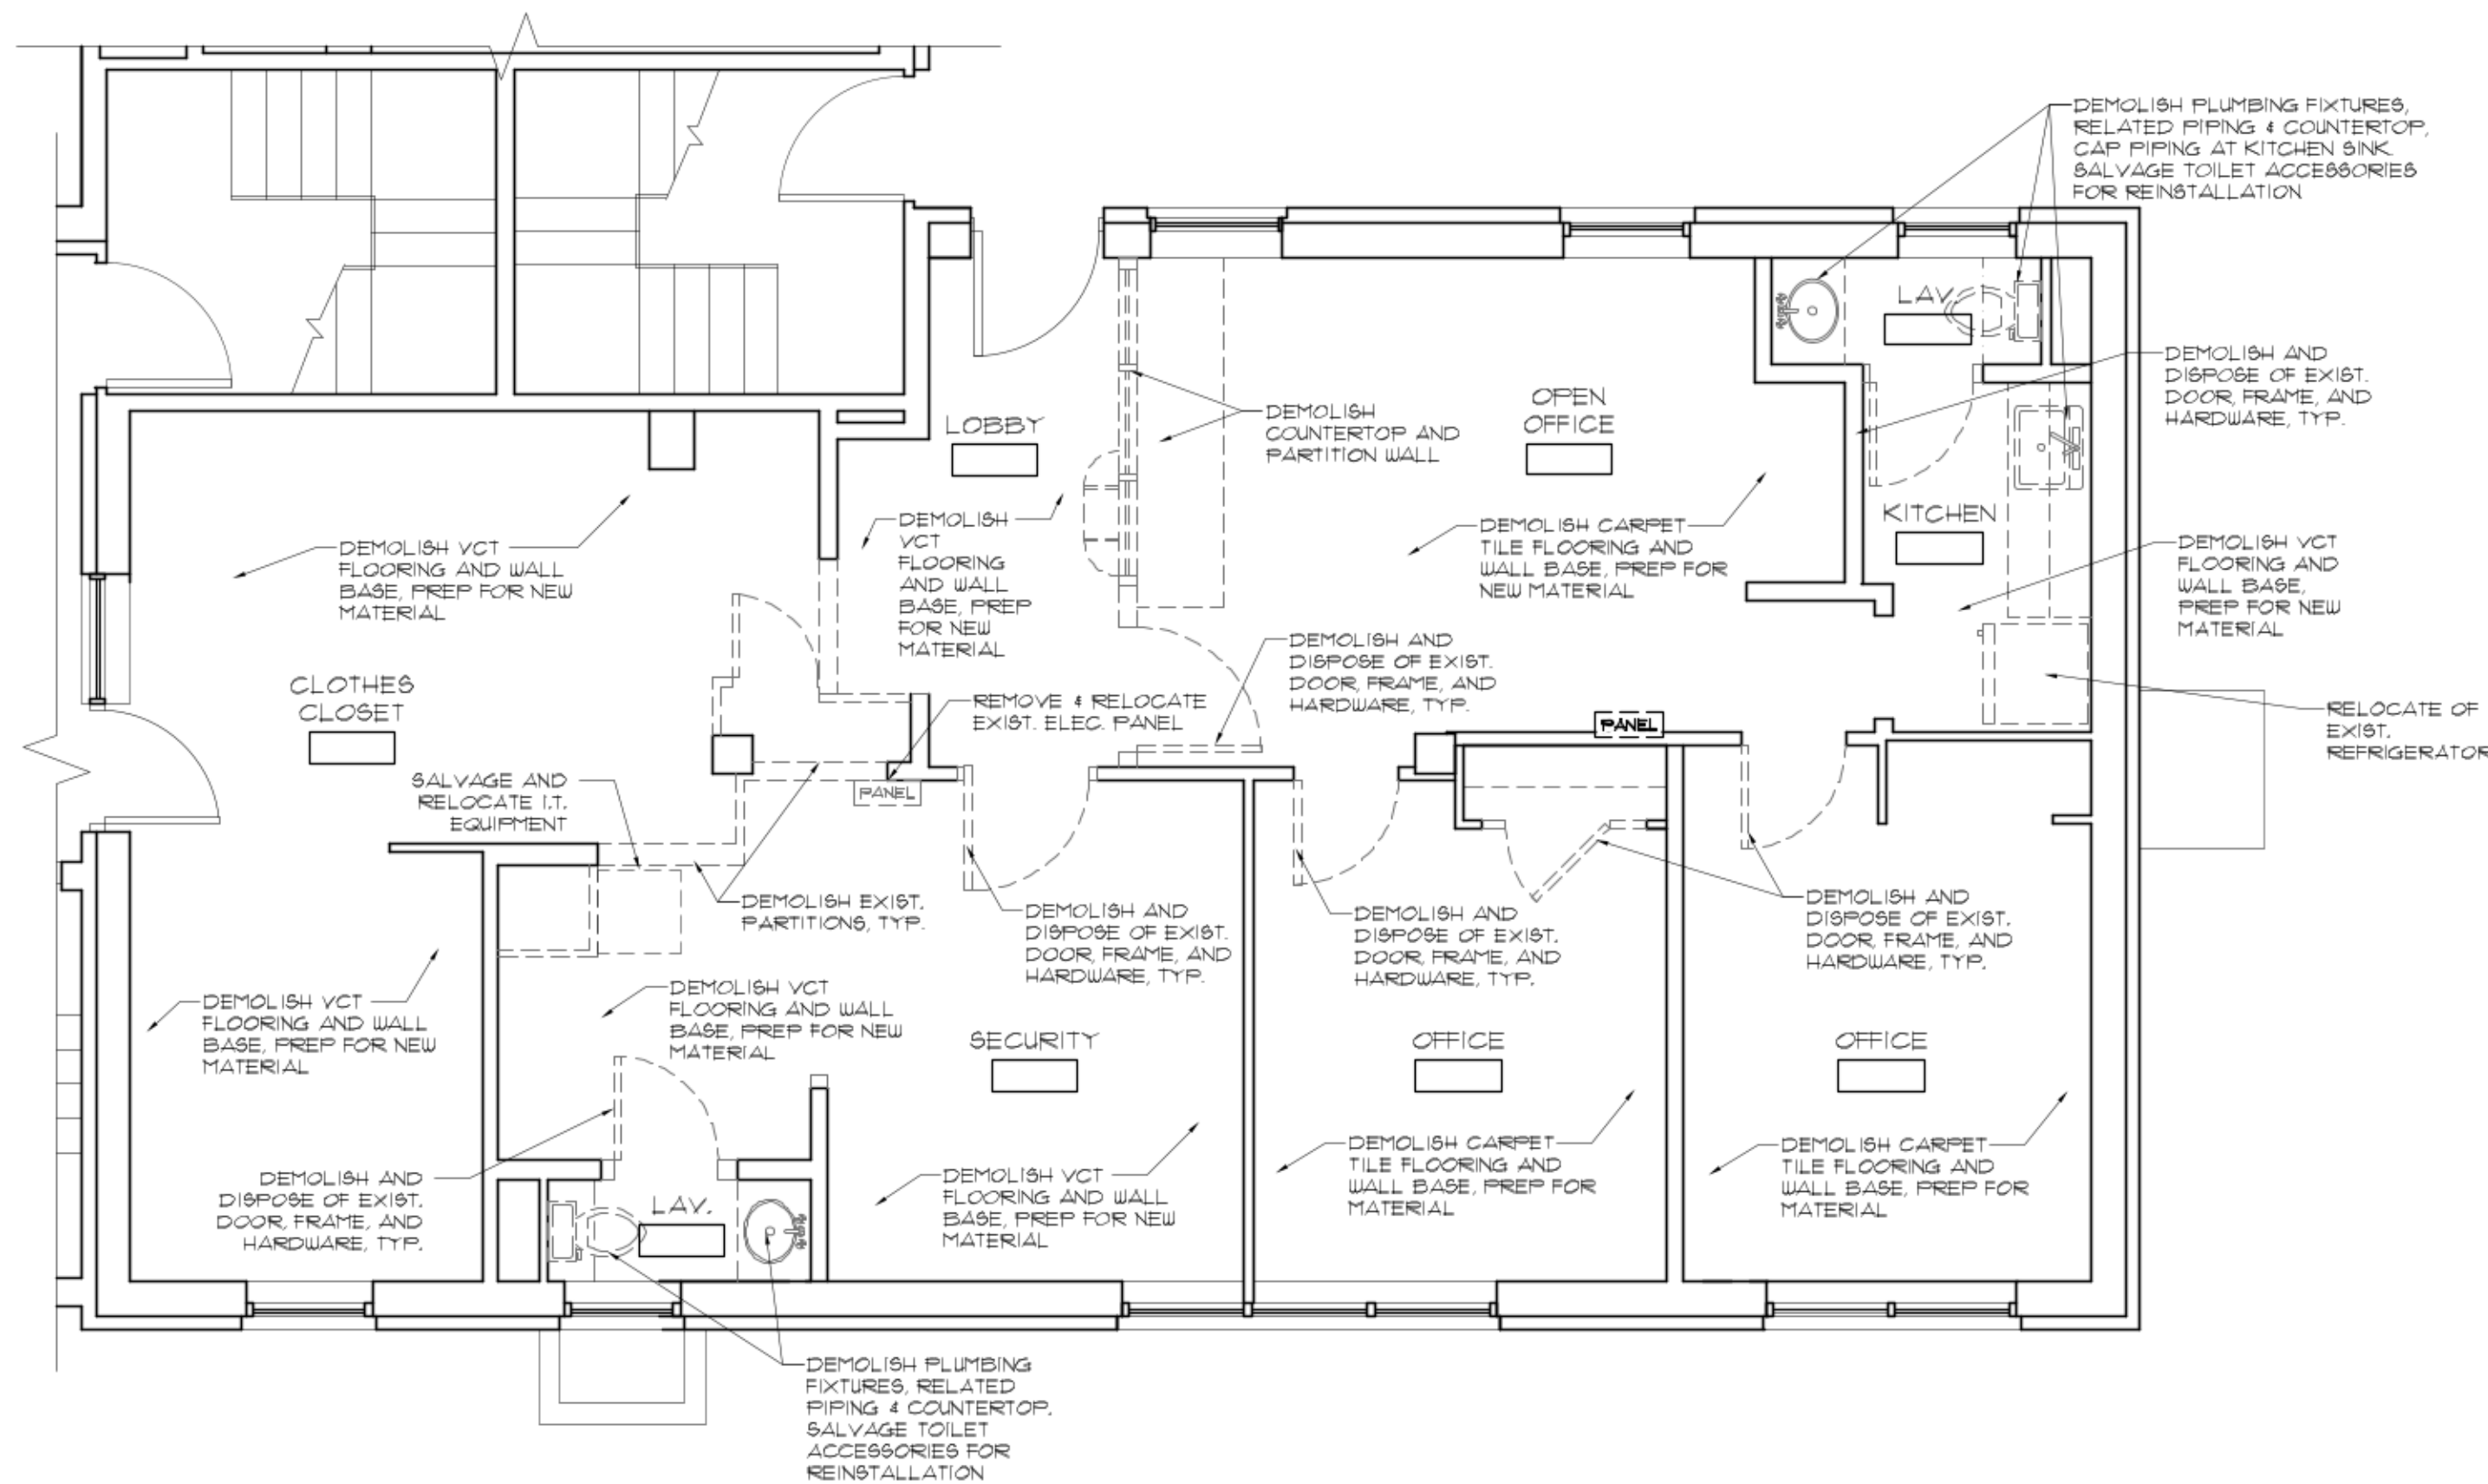 DEMOLISH PLUMBING FIXTURES,
RELATED PIPING & COUNTERTOP,
CAP PIPING AT KITCHEN SINK.
SALVAGE TOILET ACCESSORIES
FOR REINSTALLATION
LAV.
DEMOLISH AND
DISPOSE OF EXIST.
DOOR, FRAME, AND
HARDWARE, TYP.
LOBBY
DEMOLISH
COUNTERTOP AND
PARTITION WALL
OPEN
OFFICE
KITCHEN
DEMOLISH VCT
FLOORING AND WALL
BASE, PREP FOR NEW
MATERIAL
DEMOLISH
VCT
FLOORING
AND WALL
BASE, PREP
FOR NEW
MATERIAL
DEMOLISH CARPET
TILE FLOORING AND
WALL BASE, PREP FOR
NEW MATERIAL
DEMOLISH VCT
FLOORING AND
WALL BASE,
PREP FOR NEW
MATERIAL
CLOTHES
CLOSET
REMOVE & RELOCATE
EXIST. ELEC. PANEL
DEMOLISH AND
DISPOSE OF EXIST.
DOOR, FRAME, AND
HARDWARE, TYP.
PANEL
RELOCATE OF
EXIST.
REFRIGERATOR
SALVAGE AND
RELOCATE I.T.
EQUIPMENT
PANEL
DEMOLISH EXIST.
PARTITIONS, TYP.
DEMOLISH AND
DISPOSE OF EXIST.
DOOR, FRAME, AND
HARDWARE, TYP.
DEMOLISH AND
DISPOSE OF EXIST.
DOOR, FRAME, AND
HARDWARE, TYP.
DEMOLISH AND
DISPOSE OF EXIST.
DOOR, FRAME, AND
HARDWARE, TYP.
DEMOLISH VCT
FLOORING AND WALL
BASE, PREP FOR NEW
MATERIAL
DEMOLISH VCT
FLOORING AND WALL
BASE, PREP FOR NEW
MATERIAL
SECURITY
OFFICE
OFFICE
DEMOLISH AND
DISPOSE OF EXIST.
DOOR, FRAME, AND
HARDWARE, TYP.
LAV.
DEMOLISH VCT
FLOORING AND WALL
BASE, PREP FOR NEW
MATERIAL
DEMOLISH CARPET
TILE FLOORING AND
WALL BASE, PREP FOR
MATERIAL
DEMOLISH CARPET
TILE FLOORING AND
WALL BASE, PREP FOR
MATERIAL
DEMOLISH PLUMBING
FIXTURES, RELATED
PIPING & COUNTERTOP.
SALVAGE TOILET
ACCESSORIES FOR
REINSTALLATION